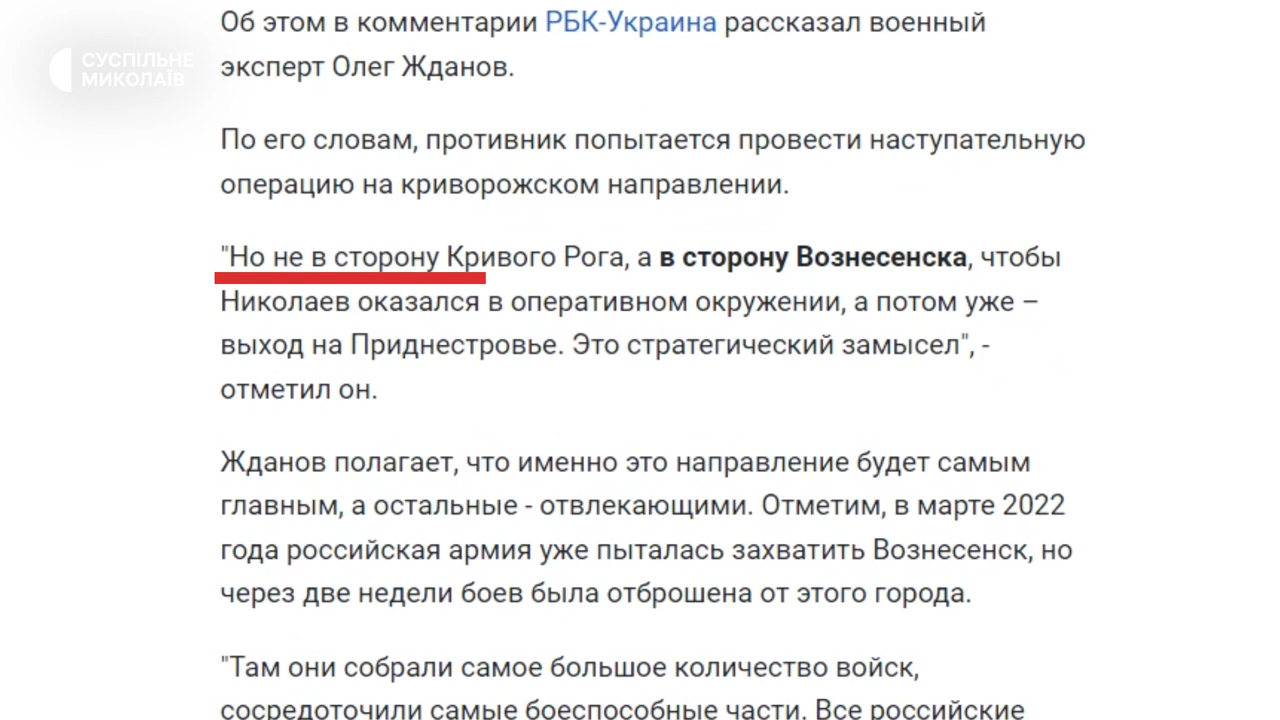 Об этом в комментарии РБК-Украина рассказал военный
эксперт Олег Жданов.
СУСПІЛЬНЕ
МИКОЛАЇВ
По его словам, противник попытается провести наступательную
операцию на криворожском направлении.
"Но не в сторону Кривого Рога, а в сторону Вознесенска, чтобы
Николаев оказался в оперативном окружении, а потом уже –
выход на Приднестровье. Это стратегический замысел", -
отметил он.
Жданов полагает, что именно это направление будет самым
главным, а остальные - отвлекающими. Отметим, в марте 2022
года российская армия уже пыталась захватить Вознесенск, но
через две недели боев была отброшена от этого города.
"Там они собрали самое большое количество войск,
сосредоточили самые боеспособные части. Все российские